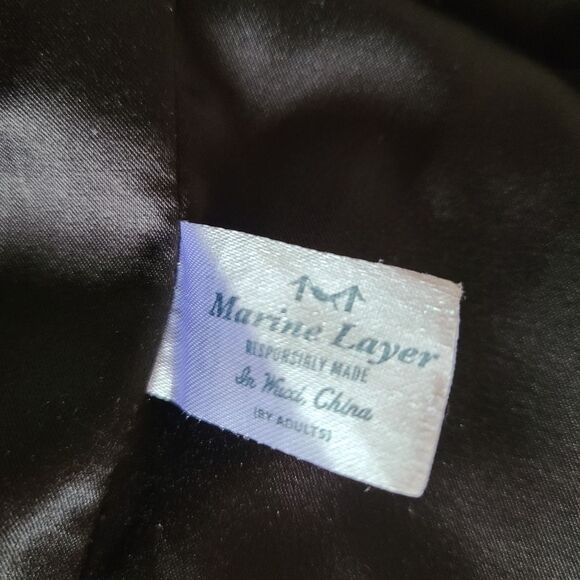 Marine Layer
RESPONSIBLY MADE
In Wuxi, China
(BY ADULTS)